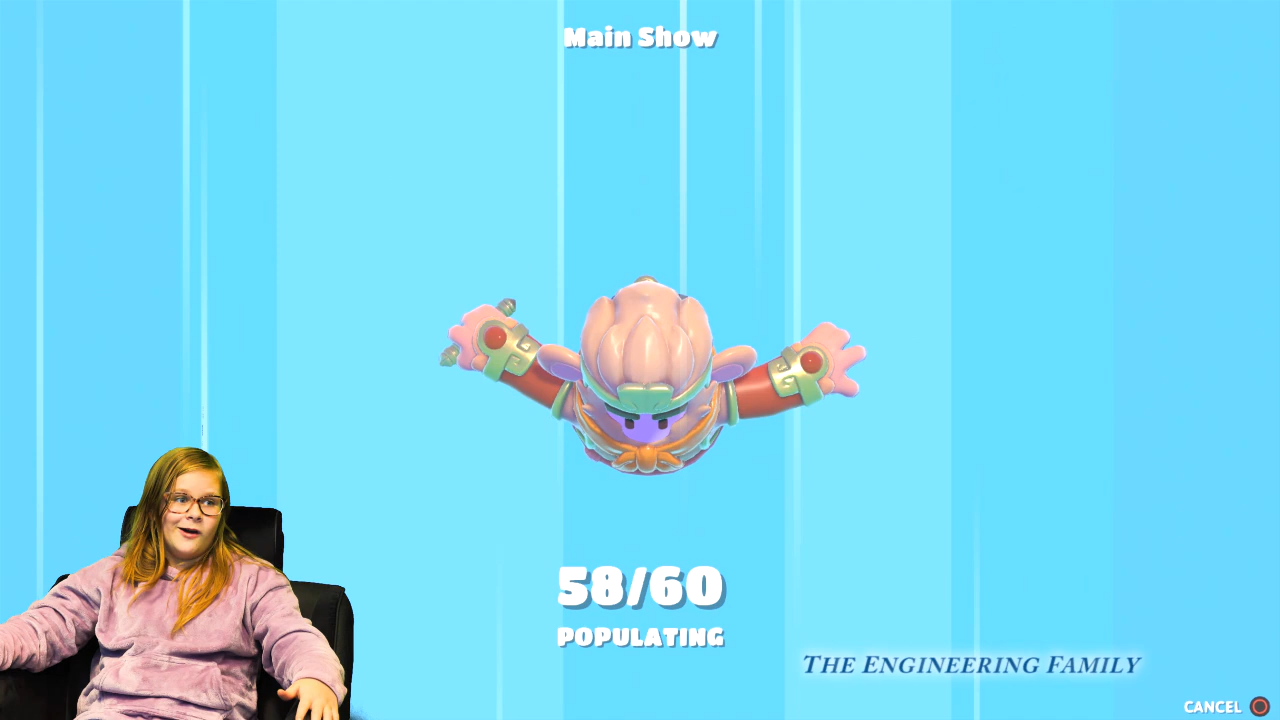 Main Show
58/60
POPULATING
THE ENGINEERING FAMILY
CANCEL